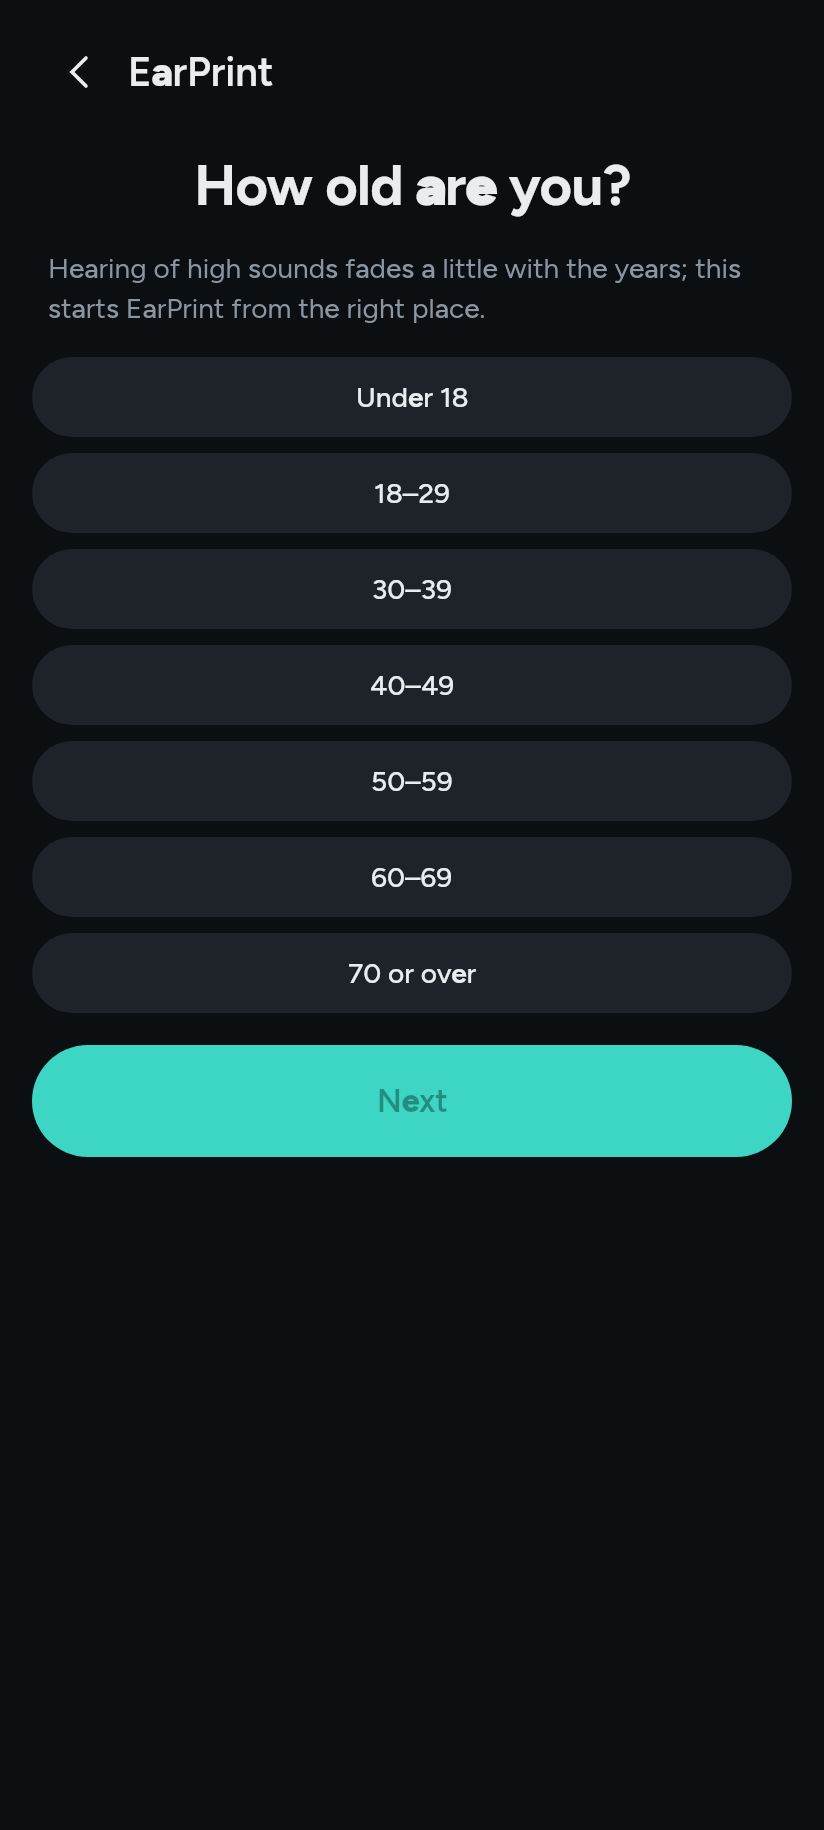 EarPrint
How old are you?
Hearing of high sounds fades a little with the years; this
starts EarPrint from the right place.
Under 18
18–29
30–39
40–49
50–59
60–69
70 or over
Next